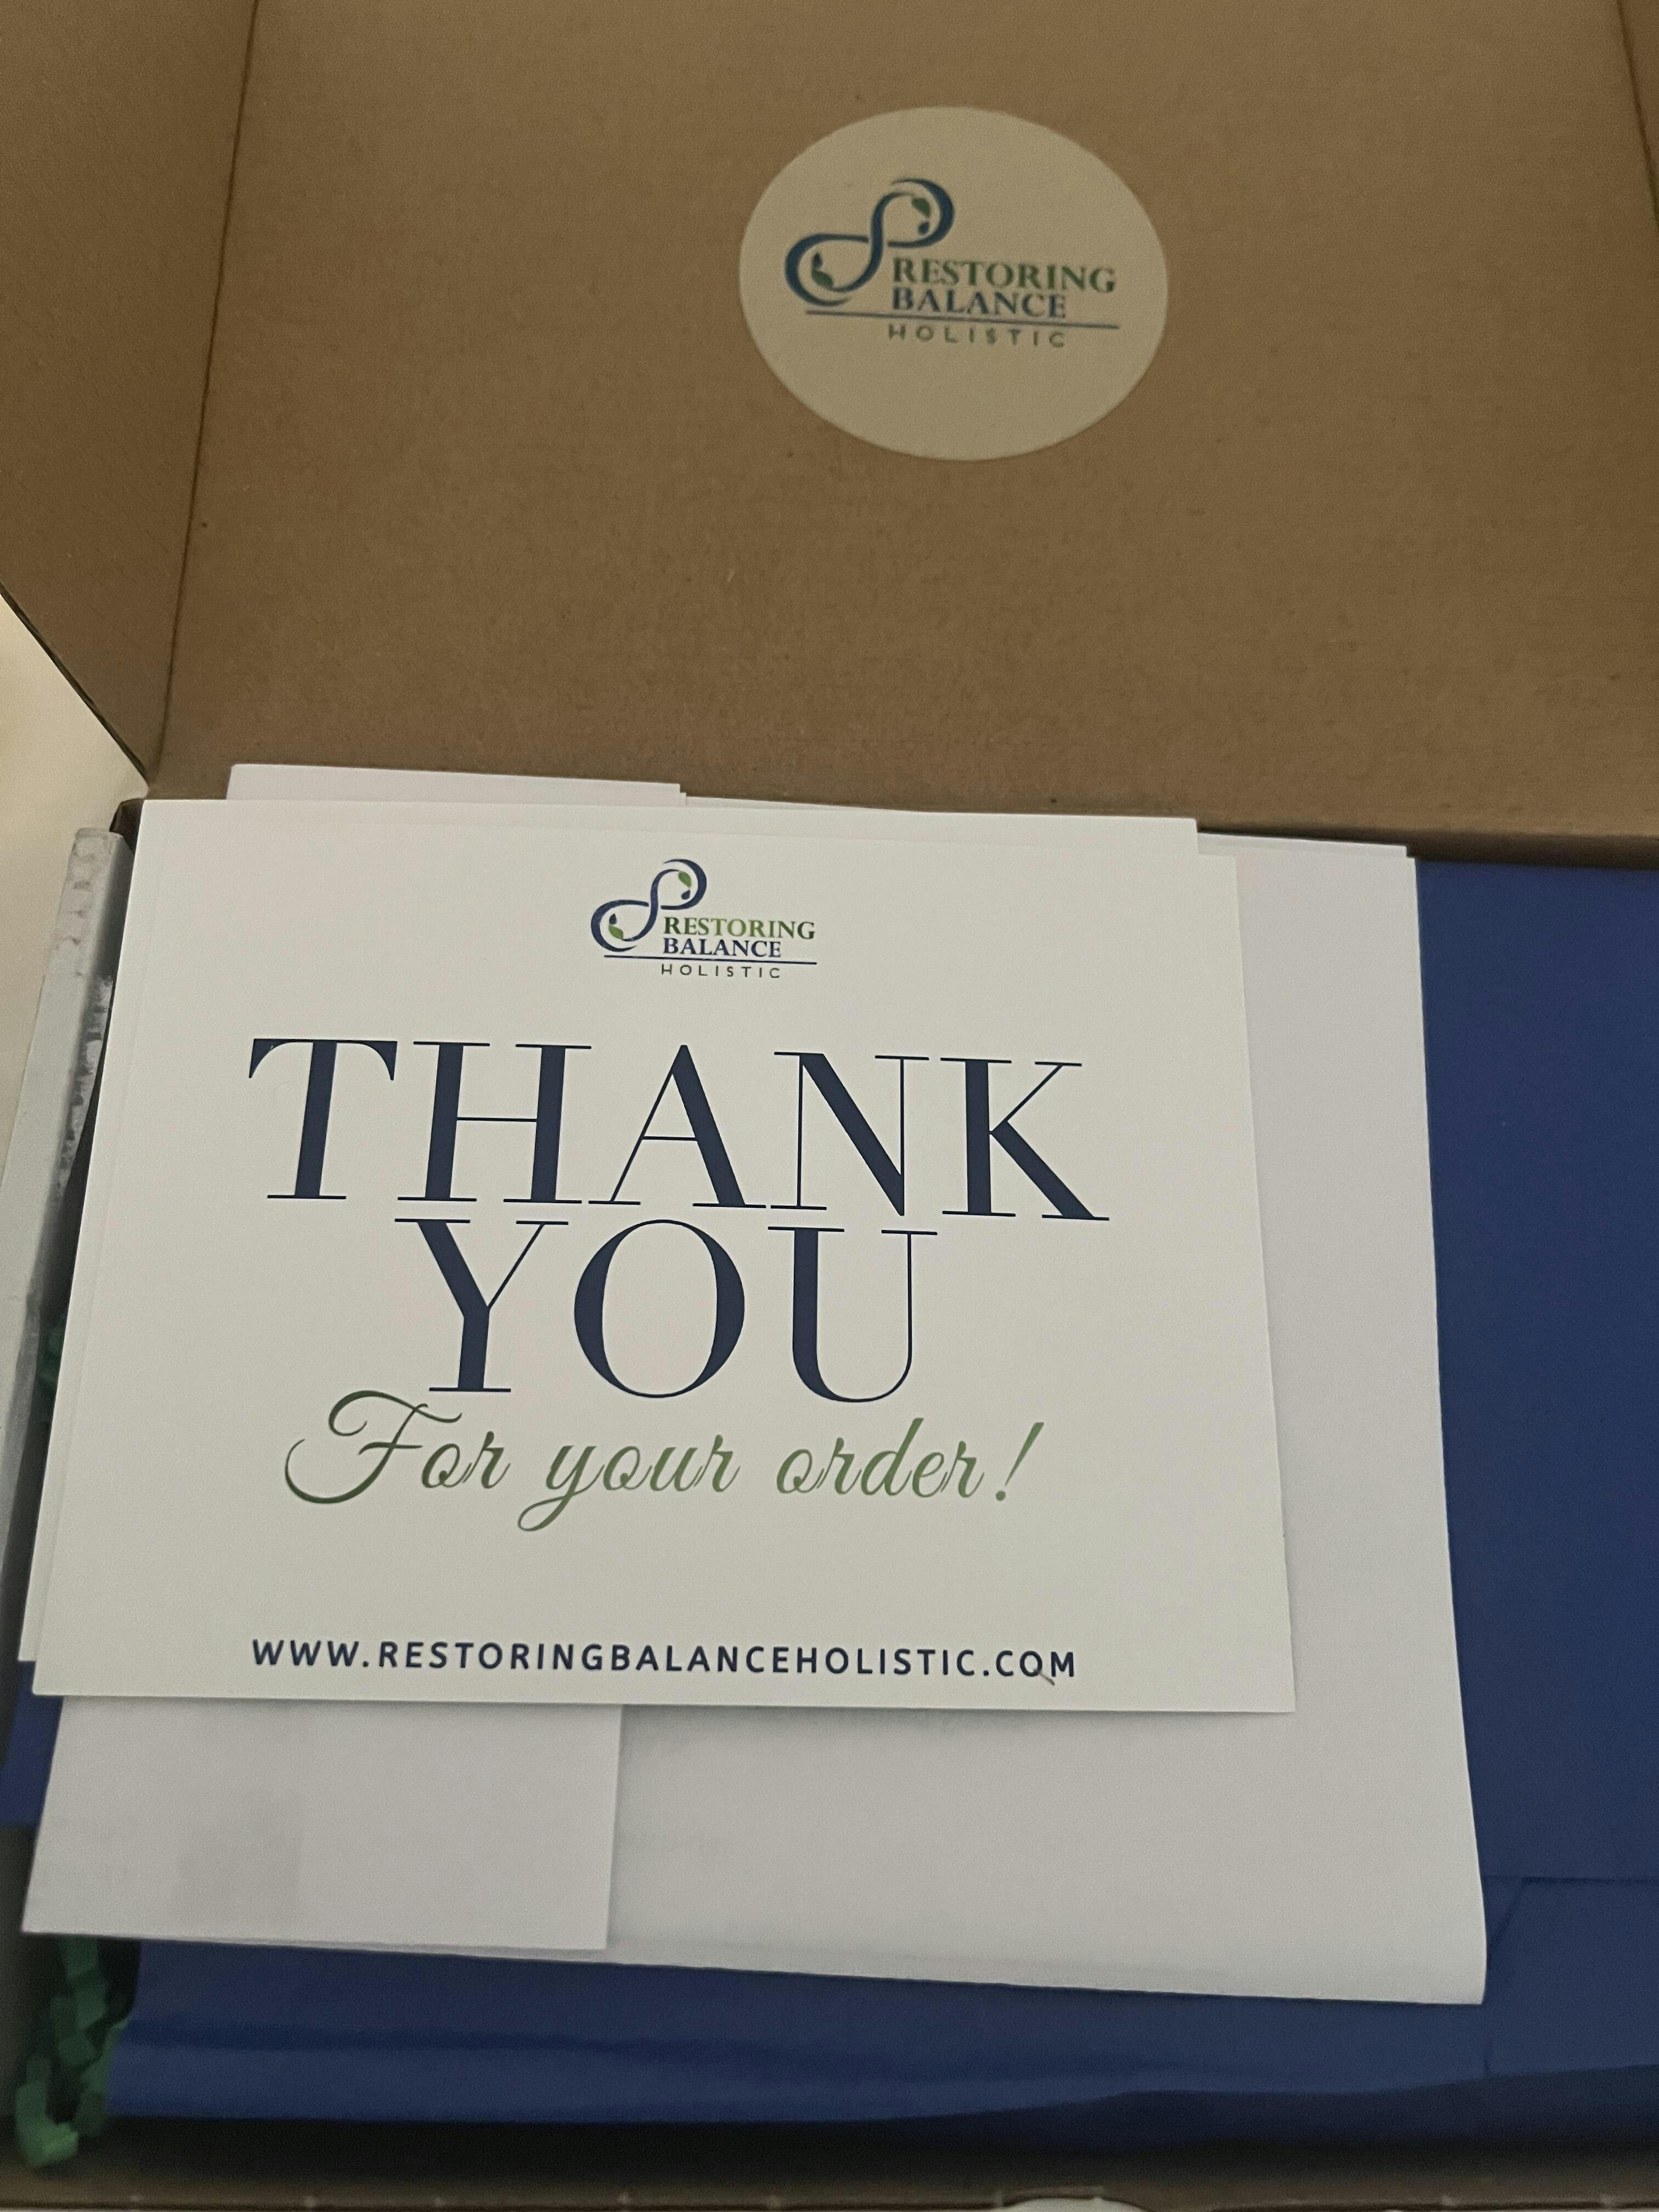 RESTORING
BALANCE
HOLISTIC
RESTORING
BALANCE
HOLISTIC
THANK
YOU
For your order!
WWW.RESTORINGBALANCEHOLISTIC.COM